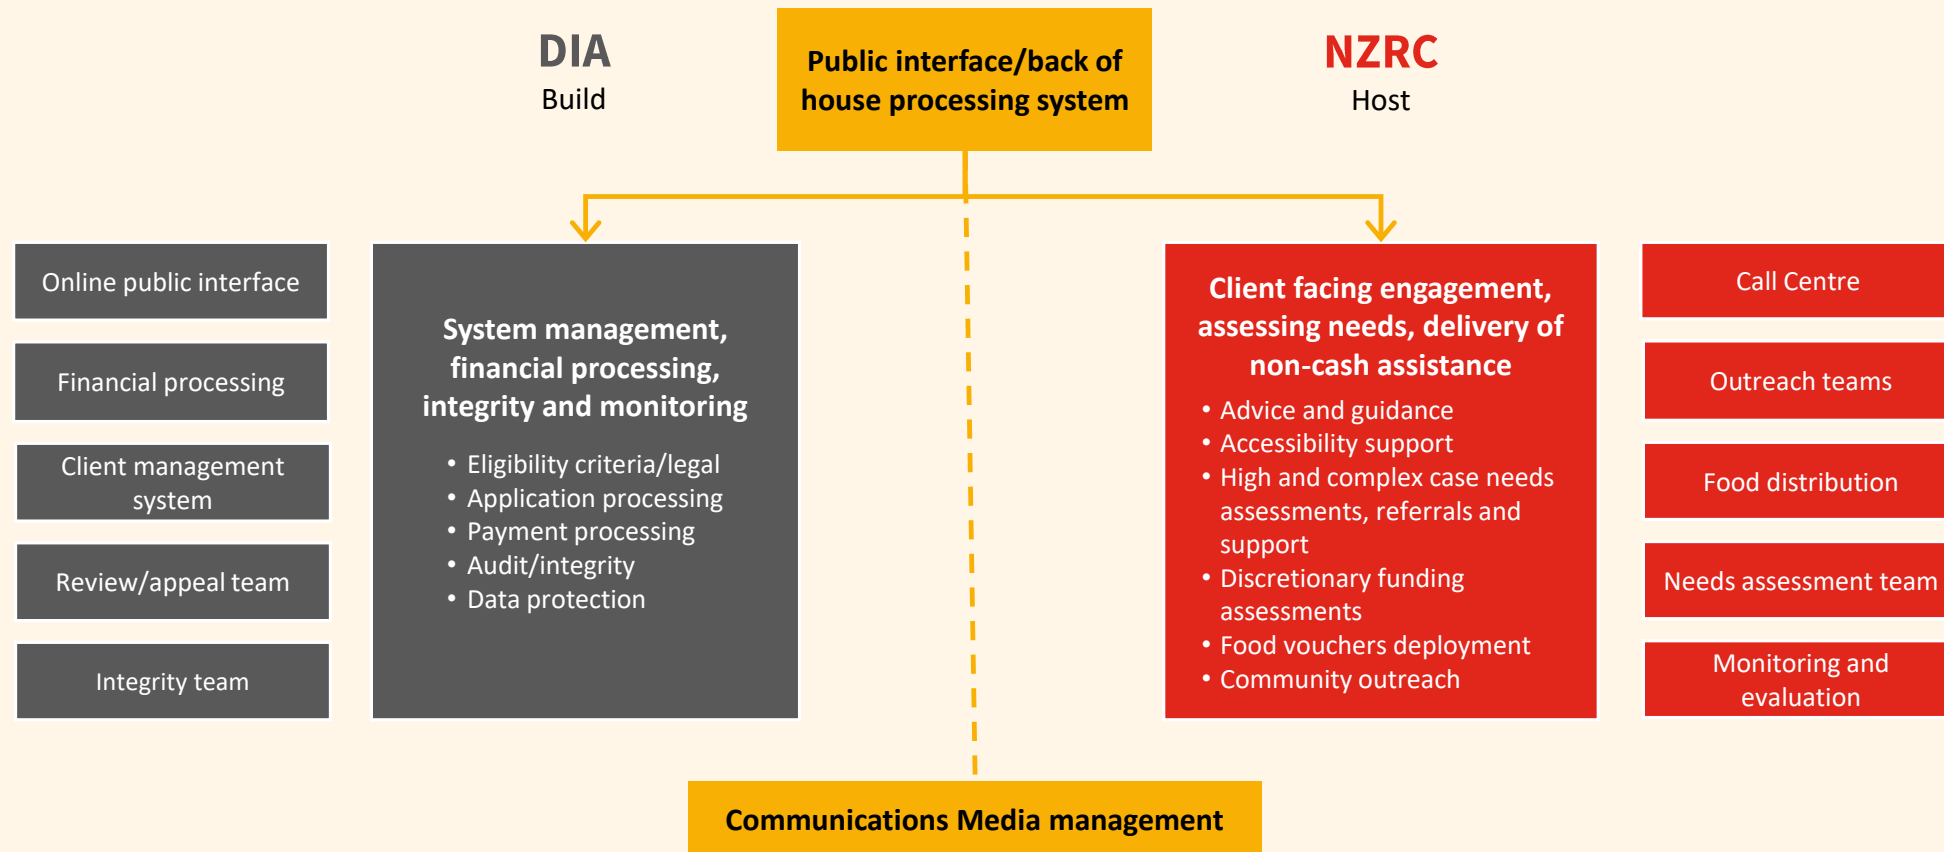 DIA
Build
Public interface/back of
house processing system
NZRC
Host
Online public interface
Financial processing
Client management
system
Review/appeal team
Integrity team
System management,
financial processing,
integrity and monitoring
• Eligibility criteria/legal
• Application processing
• Payment processing
• Audit/integrity
• Data protection
Client facing engagement,
assessing needs, delivery of
non-cash assistance
• Advice and guidance
• Accessibility support
• High and complex case needs
assessments, referrals and
support
• Discretionary funding
assessments
• Food vouchers deployment
• Community outreach
Call Centre
Outreach teams
Food distribution
Needs assessment team
Monitoring and
evaluation
Communications Media management